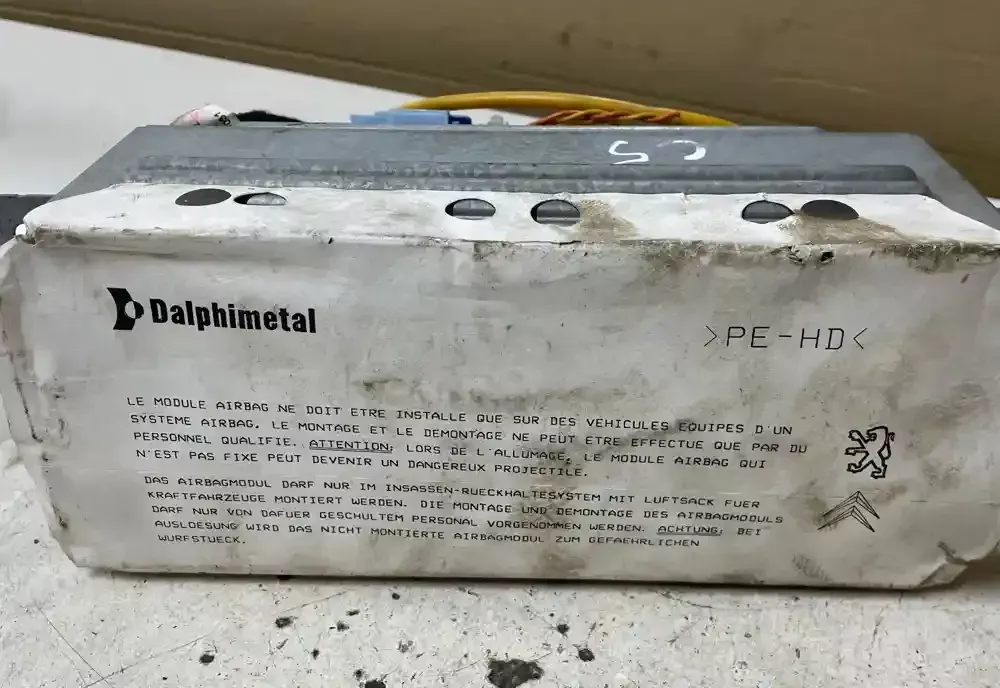 CS
Dalphimetal
>PE-HD<
LE MODULE AIRBAG NE DOIT ETRE INSTALLE QUE SUR DES VEHICULES EQUIPES D'UN
SYSTEME AIRBAG. LE MONTAGE ET LE DEMONTAGE NE PEUT ETRE EFFECTUE QUE PAR DU
PERSONNEL QUALIFIE. ATTENTION: LORS DE L'ALLUMAGE, LE MODULE AIRBAG QUI
N'EST PAS FIXE PEUT DEVENIR UN DANGEREUX PROJECTILE.
DAS AIRBAGMODUL DARF NUR IM INSASSEN-RUECKHALTESYSTEM MIT LUFTSACK FUER
KRAFTFAHRZEUGE MONTIERT WERDEN. DIE MONTAGE UND DEMONTAGE DES AIRBAGMODULS
DARF NUR VON DAFUER GESCHULTEM PERSONAL VORGENOMMEN WERDEN. ACHTUNG: BEI
AUSLOESUNG WIRD DAS NICHT MONTIERTE AIRBAGMODUL ZUM GEFAEHRLICHEN
WURFSTUECK.